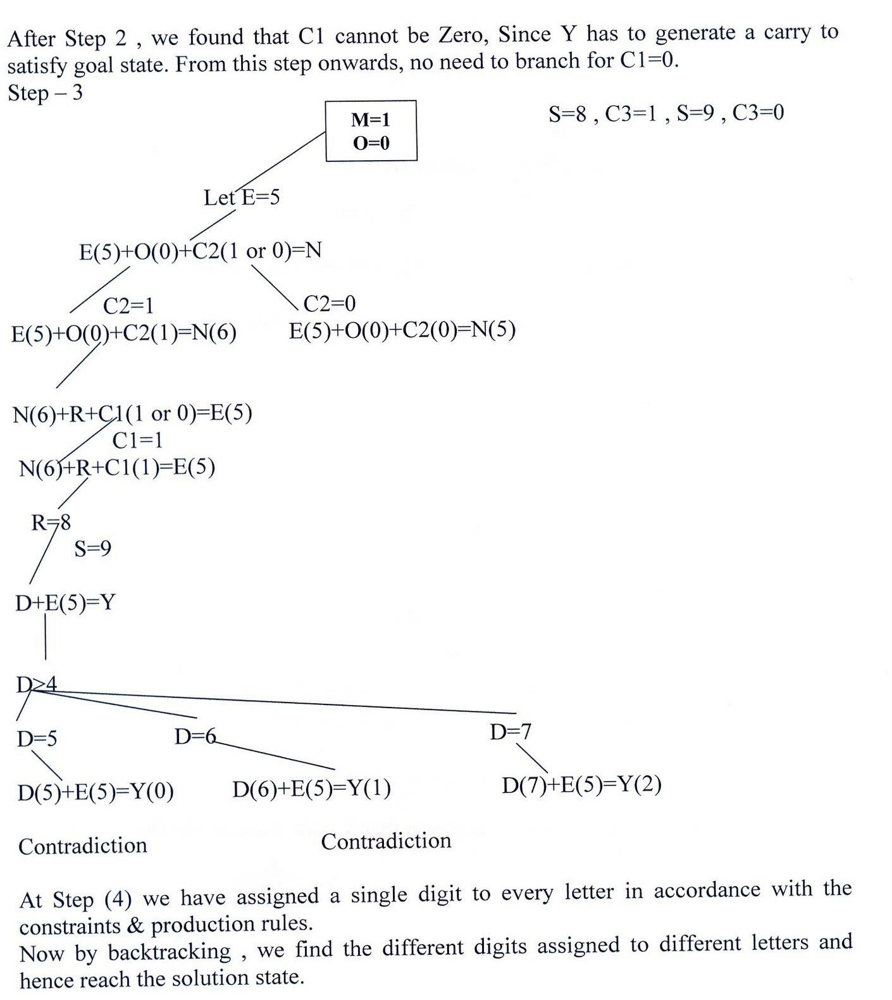 After Step 2 , we found that C1 cannot be Zero, Since Y has to generate a carry to
satisfy goal state. From this step onwards, no need to branch for C1=0.
Step – 3
M=1
O=0
S=8 , C3=1 , S=9 , C3=0
Let E=5
E(5)+O(0)+C2(1 or 0)=N
C2=1
C2=0
E(5)+O(0)+C2(1)=N(6)
E(5)+O(0)+C2(0)=N(5)
N(6)+R+C1(1 or 0)=E(5)
C1=1
N(6)+R+C1(1)=E(5)
R=8
S=9
D+E(5)=Y
D≥4
D=5
D=6
D=7
D(5)+E(5)=Y(0)
D(6)+E(5)=Y(1)
D(7)+E(5)=Y(2)
Contradiction
Contradiction
At Step (4) we have assigned a single digit to every letter in accordance with the
constraints & production rules.
Now by backtracking , we find the different digits assigned to different letters and
hence reach the solution state.